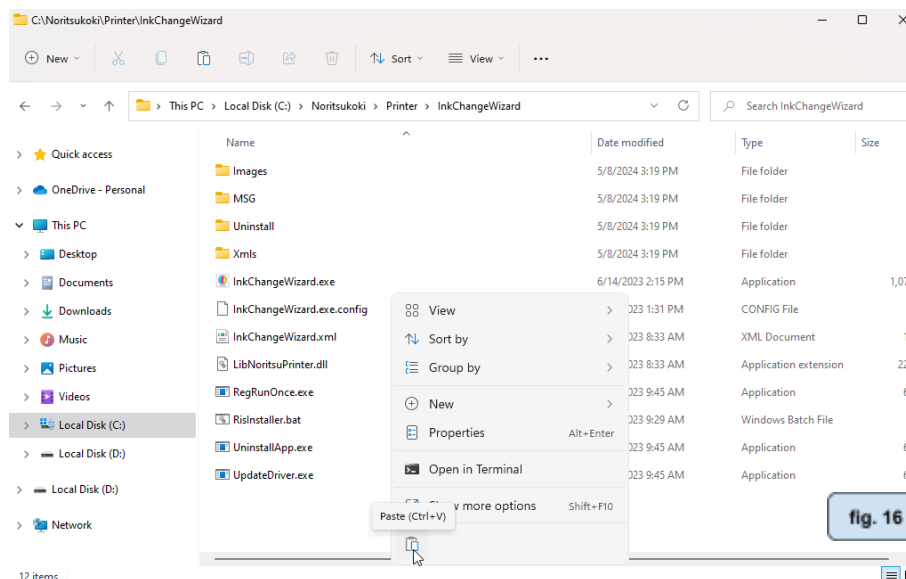 C:\Noritsukoki\Printer\InkChangeWizard
New Sort View
This PC Local Disk (C:) Noritsukoki Printer InkChangeWizard Search InkChangeWizard
Name Date modified Type Size
Quick access
OneDrive - Personal
This PC
Desktop
Documents
Downloads
Music
Pictures
Videos
Local Disk (C:)
Local Disk (D:)
Local Disk (D:)
Network
Images 5/8/2024 3:19 PM File folder
MSG 5/8/2024 3:19 PM File folder
Uninstall 5/8/2024 3:19 PM File folder
Xmls 5/8/2024 3:19 PM File folder
InkChangeWizard.exe 6/14/2023 2:15 PM Application 1,07
InkChangeWizard.exe.config 023 1:31 PM CONFIG File
InkChangeWizard.xml 023 8:33 AM XML Document
LibNoritsuPrinter.dll 023 8:33 AM Application extension 22
RegRunOnce.exe 023 9:45 AM Application
RisInstaller.bat 023 9:29 AM Windows Batch File
UninstallApp.exe 023 9:45 AM Application
UpdateDriver.exe 023 9:45 AM Application
View
Sort by
Group by
New
Properties Alt+Enter
Open in Terminal
more options Shift+F10
Paste (Ctrl+V)
fig. 16
12 items